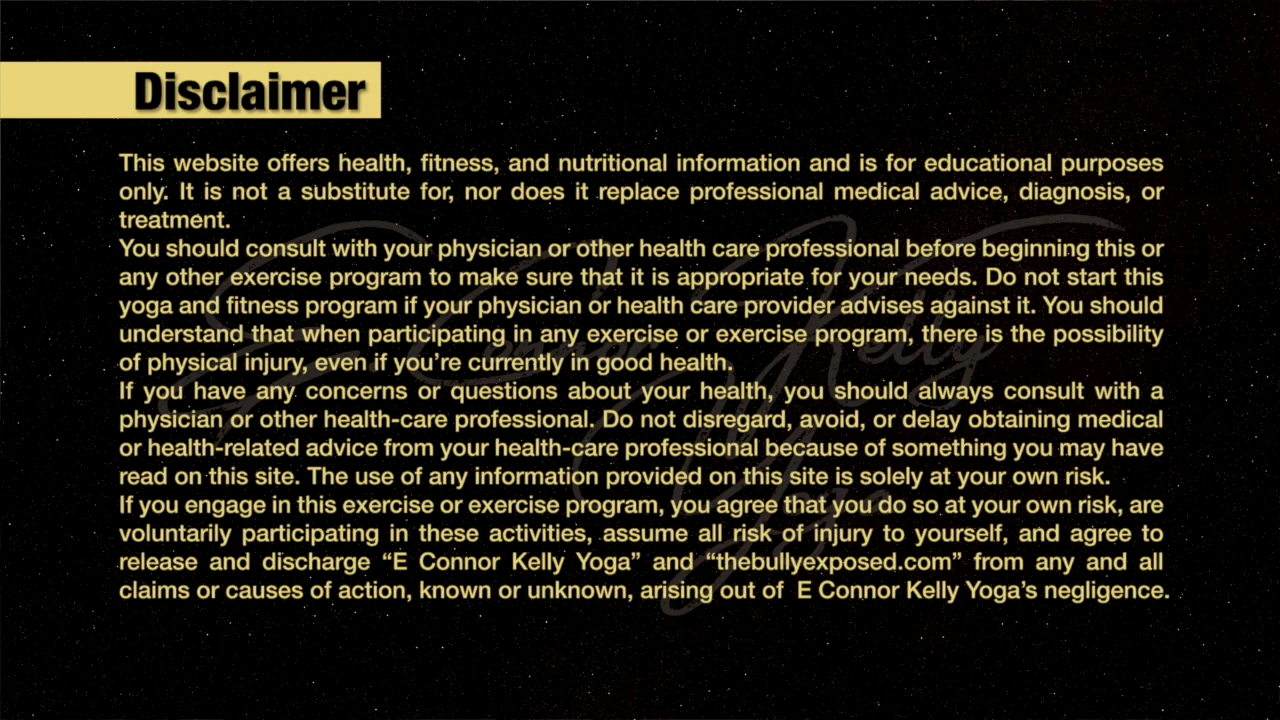 Disclaimer
This website offers health, fitness, and nutritional information and is for educational purposes
only. It is not a substitute for, nor does it replace professional medical advice, diagnosis, or
treatment.
You should consult with your physician or other health care professional before beginning this or
any other exercise program to make sure that it is appropriate for your needs. Do not start this
yoga and fitness program if your physician or health care provider advises against it. You should
understand that when participating in any exercise or exercise program, there is the possibility
of physical injury, even if you’re currently in good health.
If you have any concerns or questions about your health, you should always consult with a
physician or other health-care professional. Do not disregard, avoid, or delay obtaining medical
or health-related advice from your health-care professional because of something you may have
read on this site. The use of any information provided on this site is solely at your own risk.
If you engage in this exercise or exercise program, you agree that you do so at your own risk, are
voluntarily participating in these activities, assume all risk of injury to yourself, and agree to
release and discharge “E Connor Kelly Yoga” and “thebullyexposed.com” from any and all
claims or causes of action, known or unknown, arising out of  E Connor Kelly Yoga’s negligence.
E. Connor Kelly
Yoga